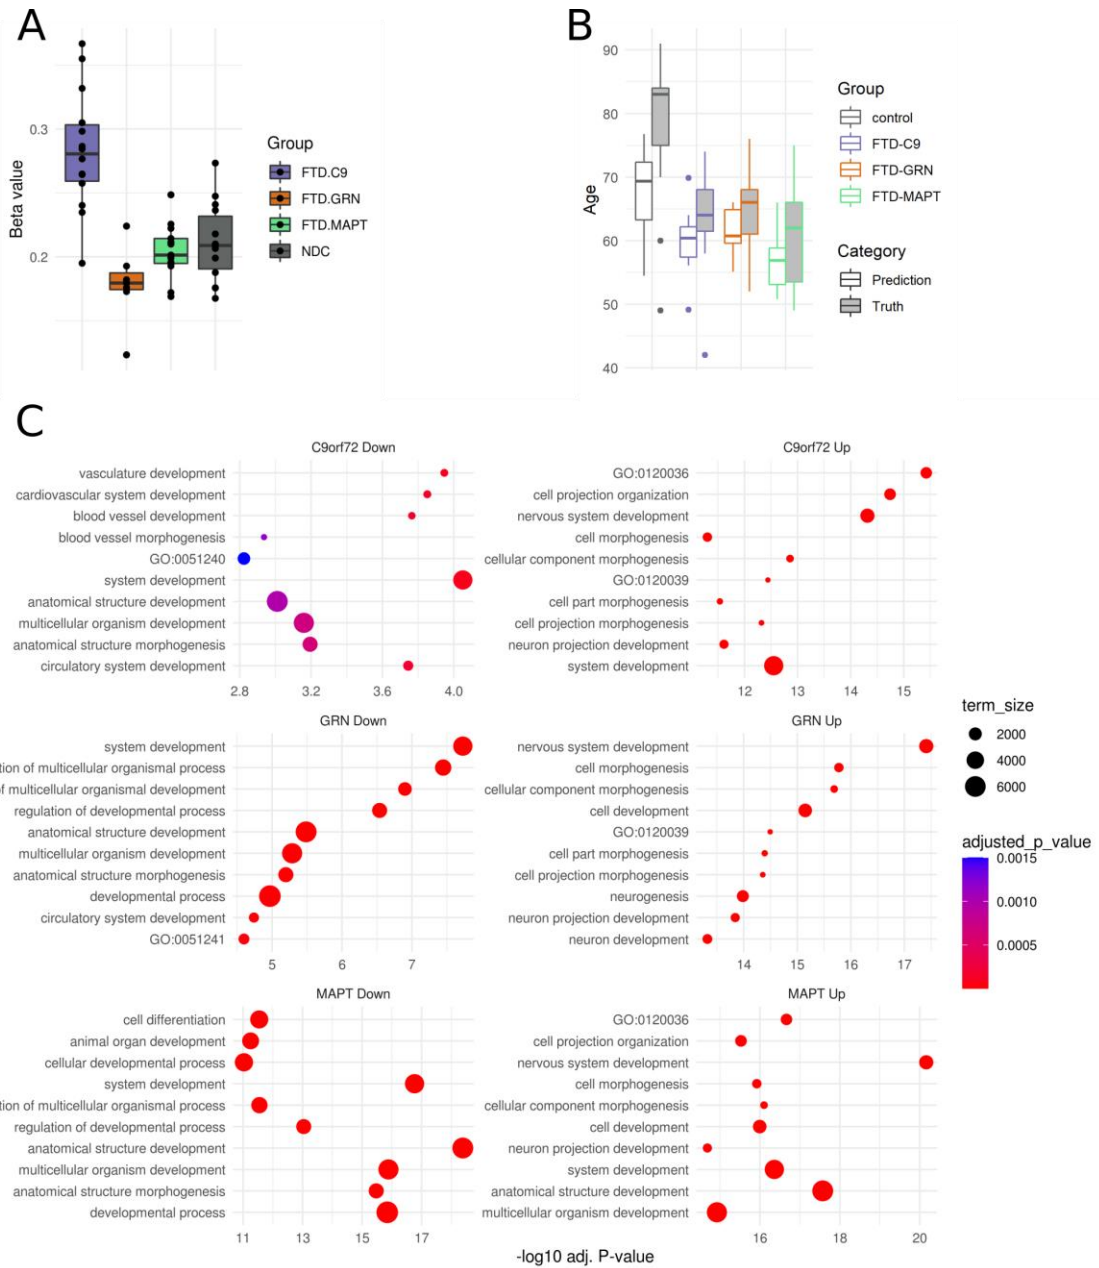 A
Beta value
0.3
0.2
Group
FTD.C9
FTD.GRN
FTD.MAPT
NDC
B
Age
90
80
70
60
50
40
Group
control
FTD-C9
FTD-GRN
FTD-MAPT
Category
Prediction
Truth
C
C9orf72 Down
vasculature development
cardiovascular system development
blood vessel development
blood vessel morphogenesis
GO:0051240
system development
anatomical structure development
multicellular organism development
anatomical structure morphogenesis
circulatory system development
2.8 3.2 3.6 4.0
C9orf72 Up
GO:0120036
cell projection organization
nervous system development
cell morphogenesis
cellular component morphogenesis
GO:0120039
cell part morphogenesis
cell projection morphogenesis
neuron projection development
system development
12 13 14 15
GRN Down
system development
tion of multicellular organismal process
of multicellular organismal development
regulation of developmental process
anatomical structure development
multicellular organism development
anatomical structure morphogenesis
developmental process
circulatory system development
GO:0051241
5 6 7
GRN Up
nervous system development
cell morphogenesis
cellular component morphogenesis
cell development
GO:0120039
cell part morphogenesis
cell projection morphogenesis
neurogenesis
neuron projection development
neuron development
14 15 16 17
MAPT Down
cell differentiation
animal organ development
cellular developmental process
system development
tion of multicellular organismal process
regulation of developmental process
anatomical structure development
multicellular organism development
anatomical structure morphogenesis
developmental process
11 13 15 17
MAPT Up
GO:0120036
cell projection organization
nervous system development
cell morphogenesis
cellular component morphogenesis
cell development
neuron projection development
system development
anatomical structure development
multicellular organism development
16 18 20
-log10 adj. P-value
term_size
2000
4000
6000
adjusted_p_value
0.0015
0.0010
0.0005